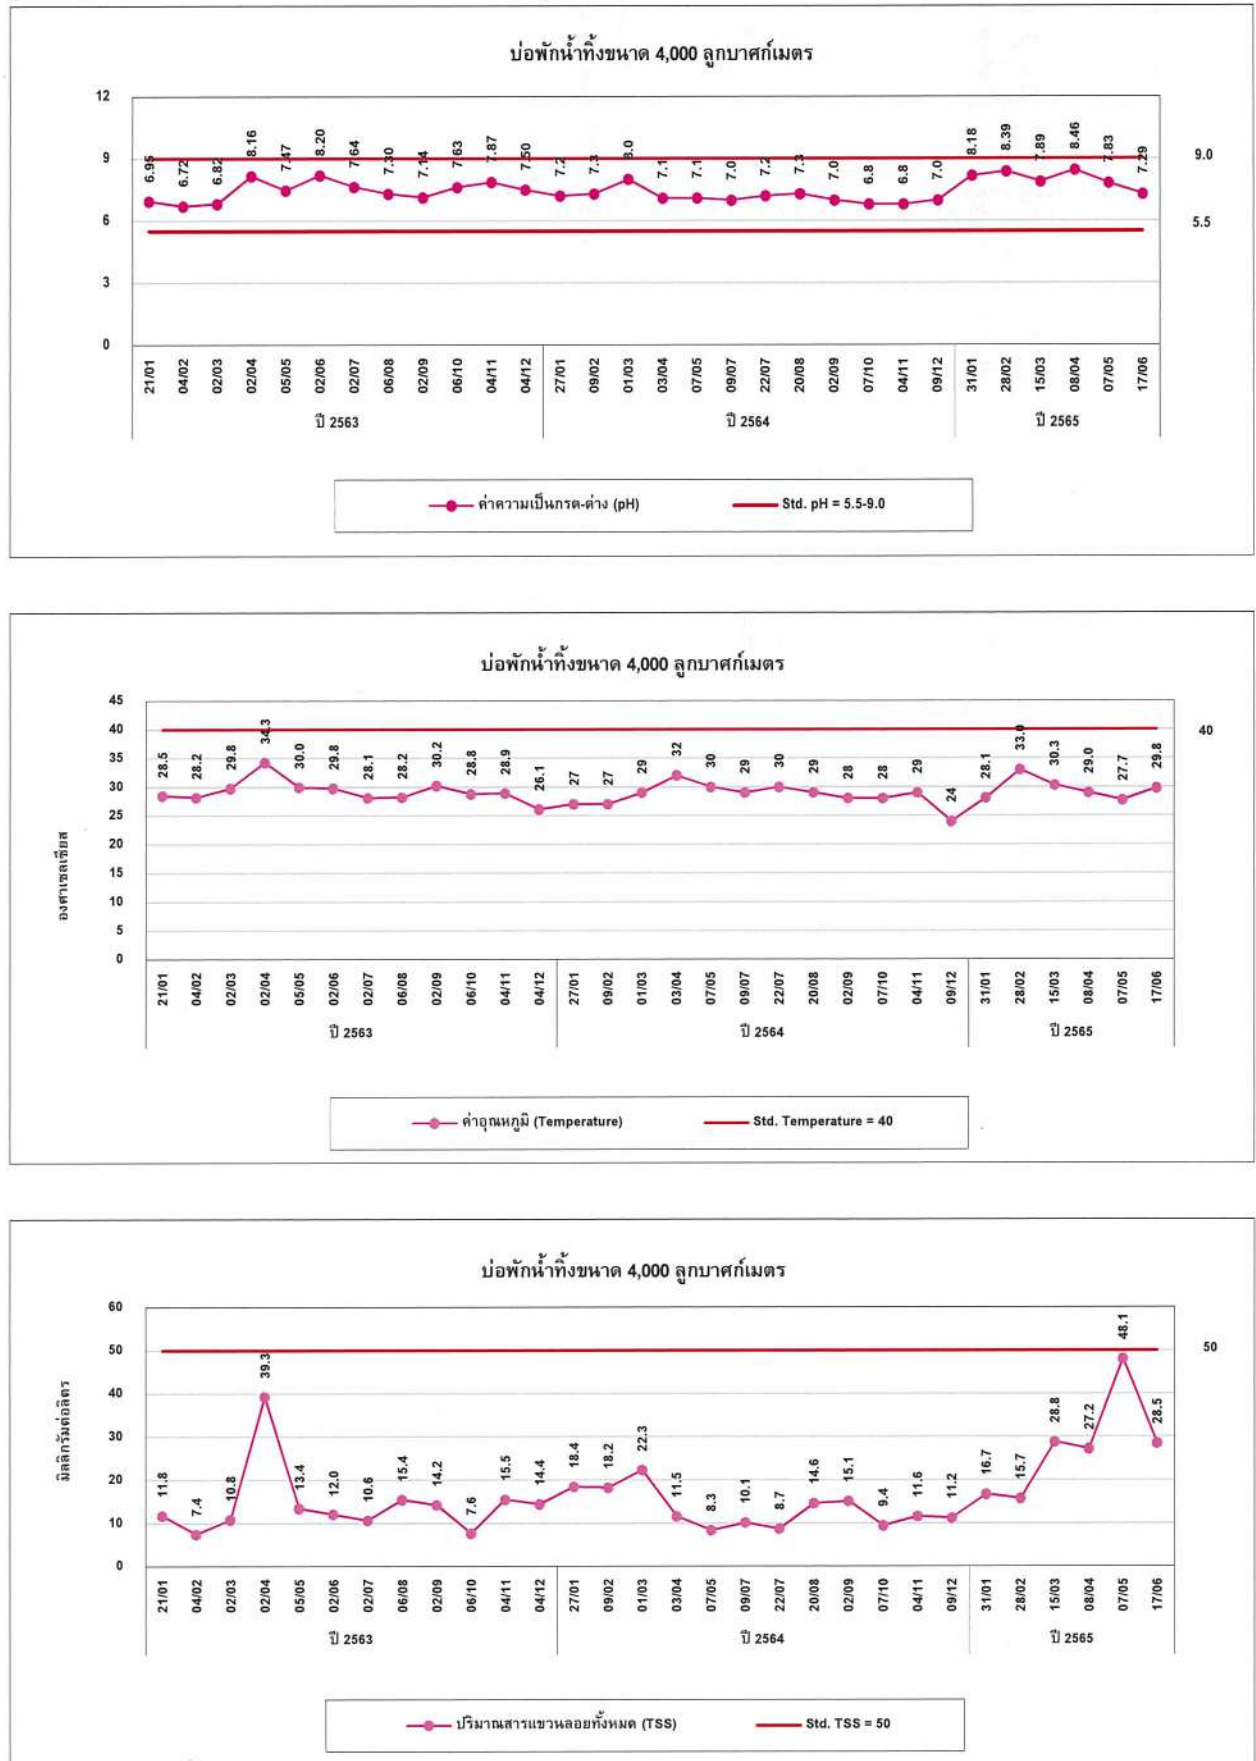 บ่อพักน้ำทิ้งขนาด 4,000 ลูกบาศก์เมตร
12
9
6
3
0
6.95 6.72 6.82 8.16 7.47 8.20 7.64 7.30 7.14 7.63 7.87 7.50 7.2 7.3 8.0 7.1 7.1 7.0 7.2 7.3 7.0 6.8 6.8 7.0 8.18 8.39 7.89 8.46 7.83 7.29
9.0
5.5
21/01 04/02 02/03 02/04 05/05 02/06 02/07 06/08 02/09 06/10 04/11 04/12 27/01 09/02 01/03 03/04 07/05 09/07 22/07 20/08 02/09 07/10 04/11 09/12 31/01 28/02 15/03 08/04 07/05 17/06
ปี 2563 ปี 2564 ปี 2565
ค่าความเป็นกรด-ด่าง (pH) Std. pH = 5.5-9.0
บ่อพักน้ำทิ้งขนาด 4,000 ลูกบาศก์เมตร
องศาเซลเซียส
45
40
35
30
25
20
15
10
5
0
28.5 28.2 29.8 34.3 30.0 29.8 28.1 28.2 30.2 28.8 28.9 26.1 27 27 29 32 30 29 30 29 28 28 29 24 28.1 33.0 30.3 29.0 27.7 29.8
40
21/01 04/02 02/03 02/04 05/05 02/06 02/07 06/08 02/09 06/10 04/11 04/12 27/01 09/02 01/03 03/04 07/05 09/07 22/07 20/08 02/09 07/10 04/11 09/12 31/01 28/02 15/03 08/04 07/05 17/06
ปี 2563 ปี 2564 ปี 2565
ค่าอุณหภูมิ (Temperature) Std. Temperature = 40
บ่อพักน้ำทิ้งขนาด 4,000 ลูกบาศก์เมตร
มิลลิกรัมต่อลิตร
60
50
40
30
20
10
0
11.8 7.4 10.8 39.3 13.4 12.0 10.6 15.4 14.2 7.6 15.5 14.4 18.4 18.2 22.3 11.5 8.3 10.1 8.7 14.6 15.1 9.4 11.6 11.2 16.7 15.7 28.8 27.2 48.1 28.5
50
21/01 04/02 02/03 02/04 05/05 02/06 02/07 06/08 02/09 06/10 04/11 04/12 27/01 09/02 01/03 03/04 07/05 09/07 22/07 20/08 02/09 07/10 04/11 09/12 31/01 28/02 15/03 08/04 07/05 17/06
ปี 2563 ปี 2564 ปี 2565
ปริมาณสารแขวนลอยทั้งหมด (TSS) Std. TSS = 50